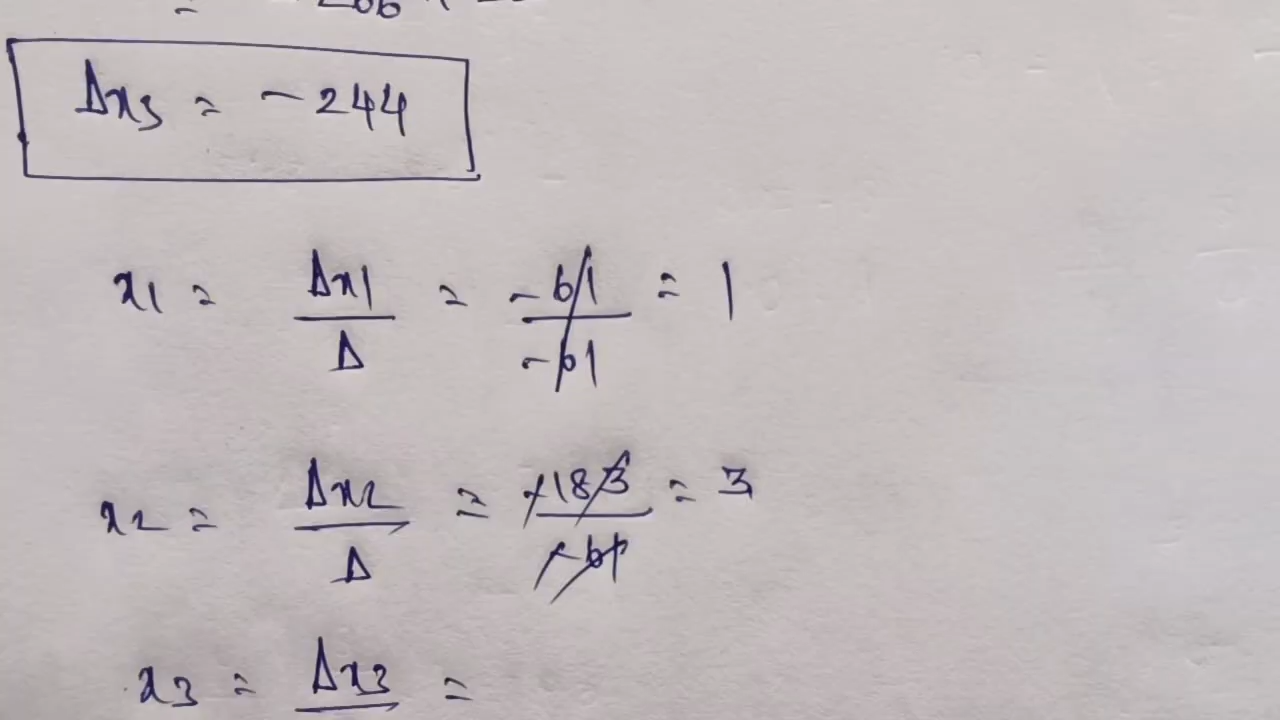 Δx3 = -244
x1 = Δx1/Δ = -61/-61 = 1
x2 = Δx2/Δ = -183/-61 = 3
x3 = Δx3 =